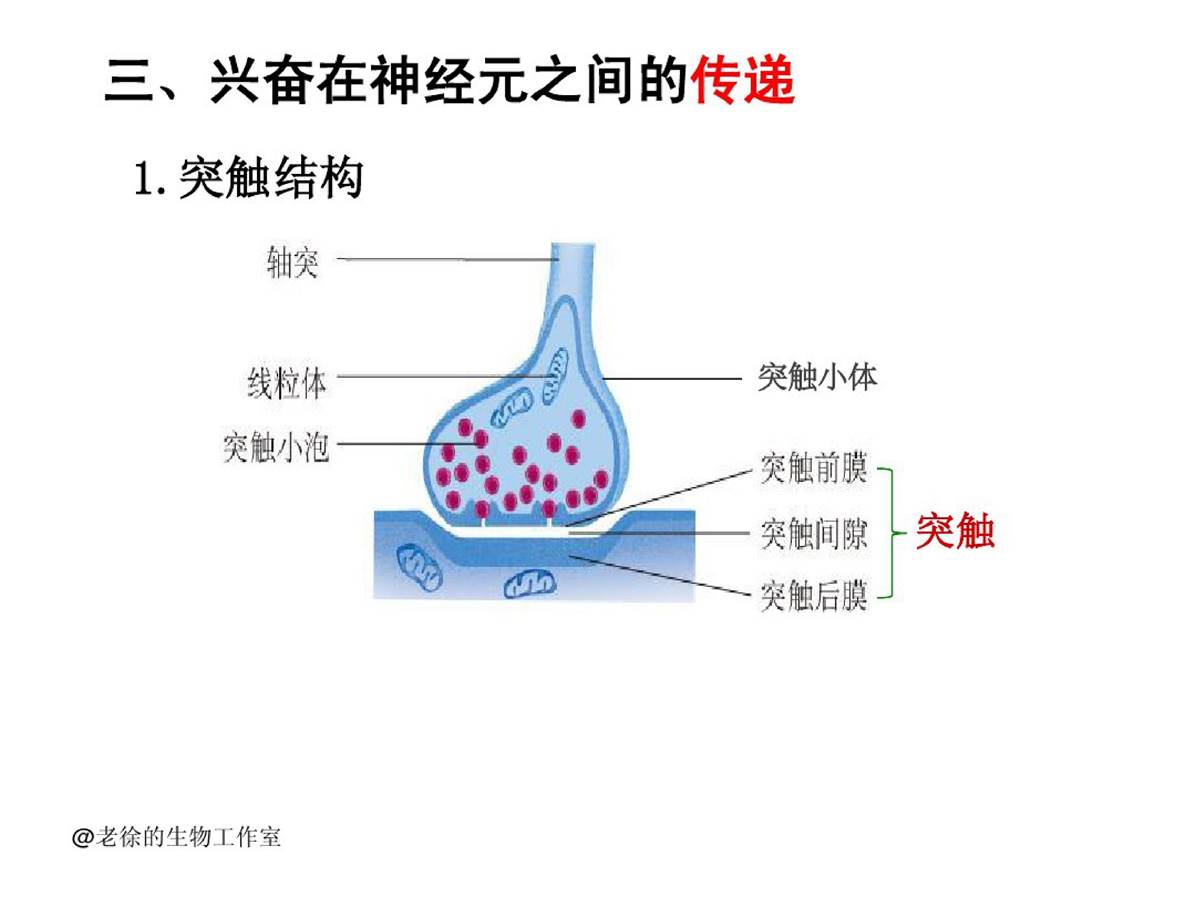 三、兴奋在神经元之间的传递
1.突触结构
轴突
线粒体
突触小体
突触小泡
突触前膜
突触间隙
突触
突触后膜
@老徐的生物工作室